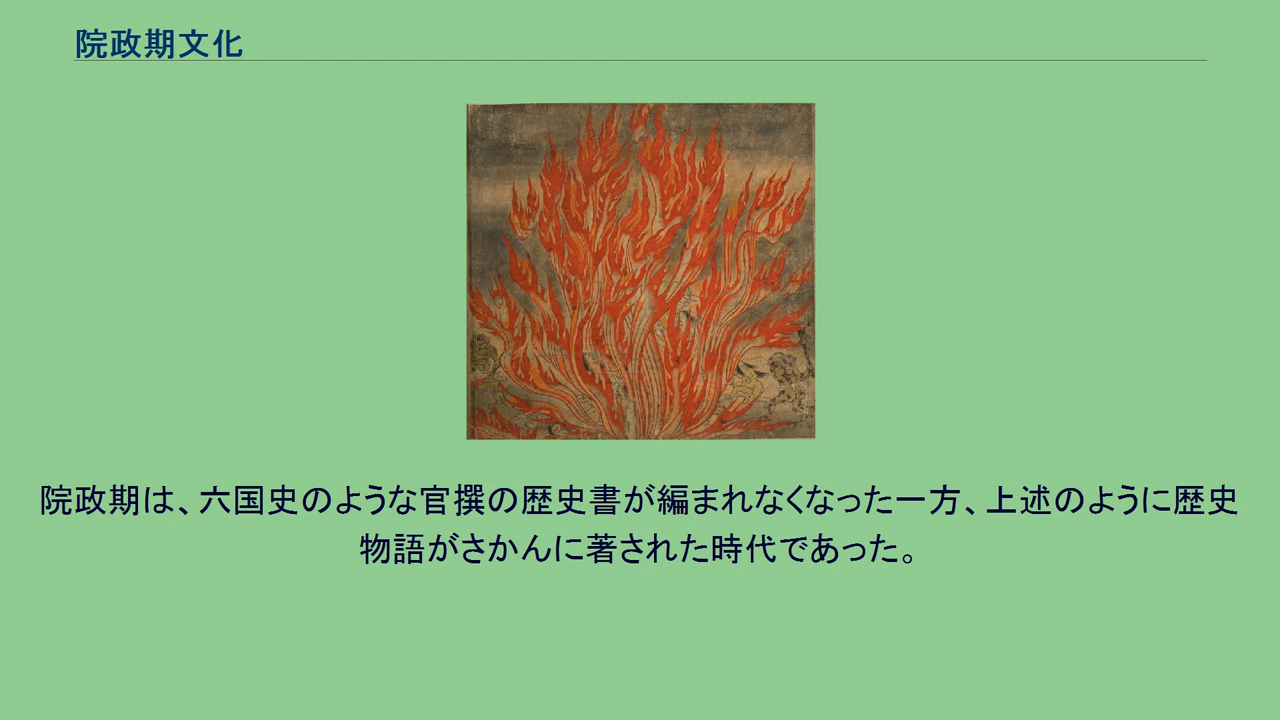 院政期文化
院政期は、六国史のような官撰の歴史書が編まれなくなった一方、上述のように歴史
物語がさかんに著された時代であった。